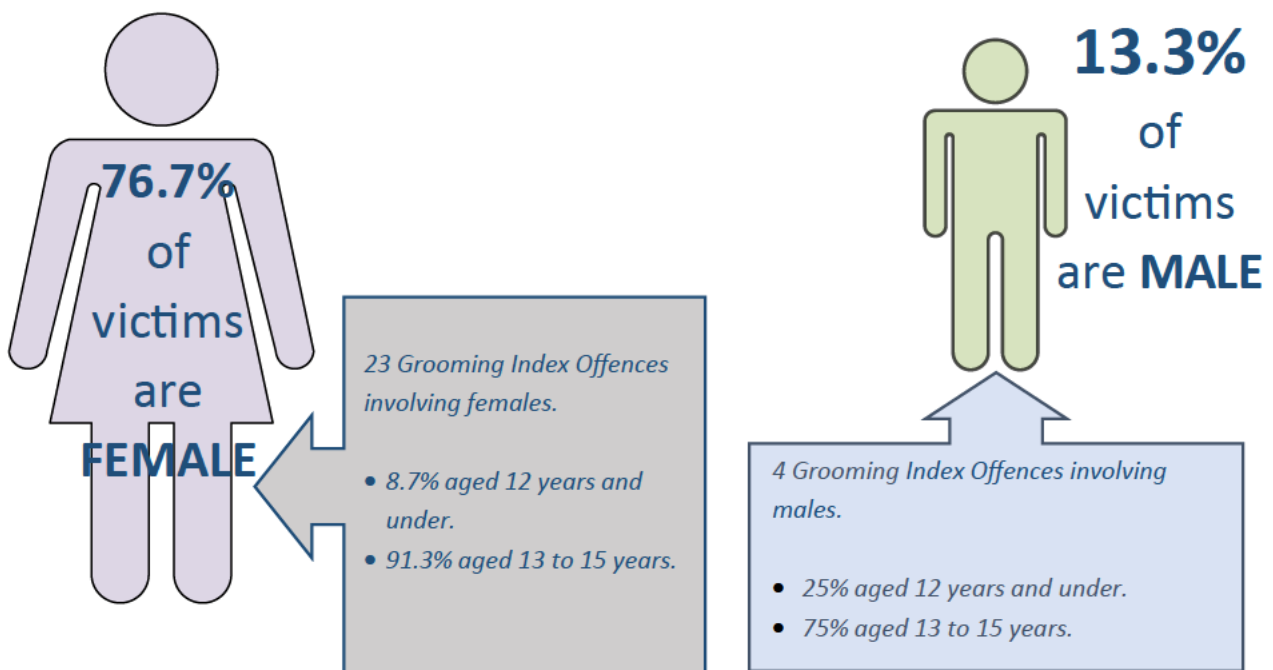 76.7%
of
victims
are
FEMALE
23 Grooming Index Offences
involving females.
• 8.7% aged 12 years and
under.
• 91.3% aged 13 to 15 years.
13.3%
of
victims
are MALE
4 Grooming Index Offences involving
males.
• 25% aged 12 years and under.
• 75% aged 13 to 15 years.